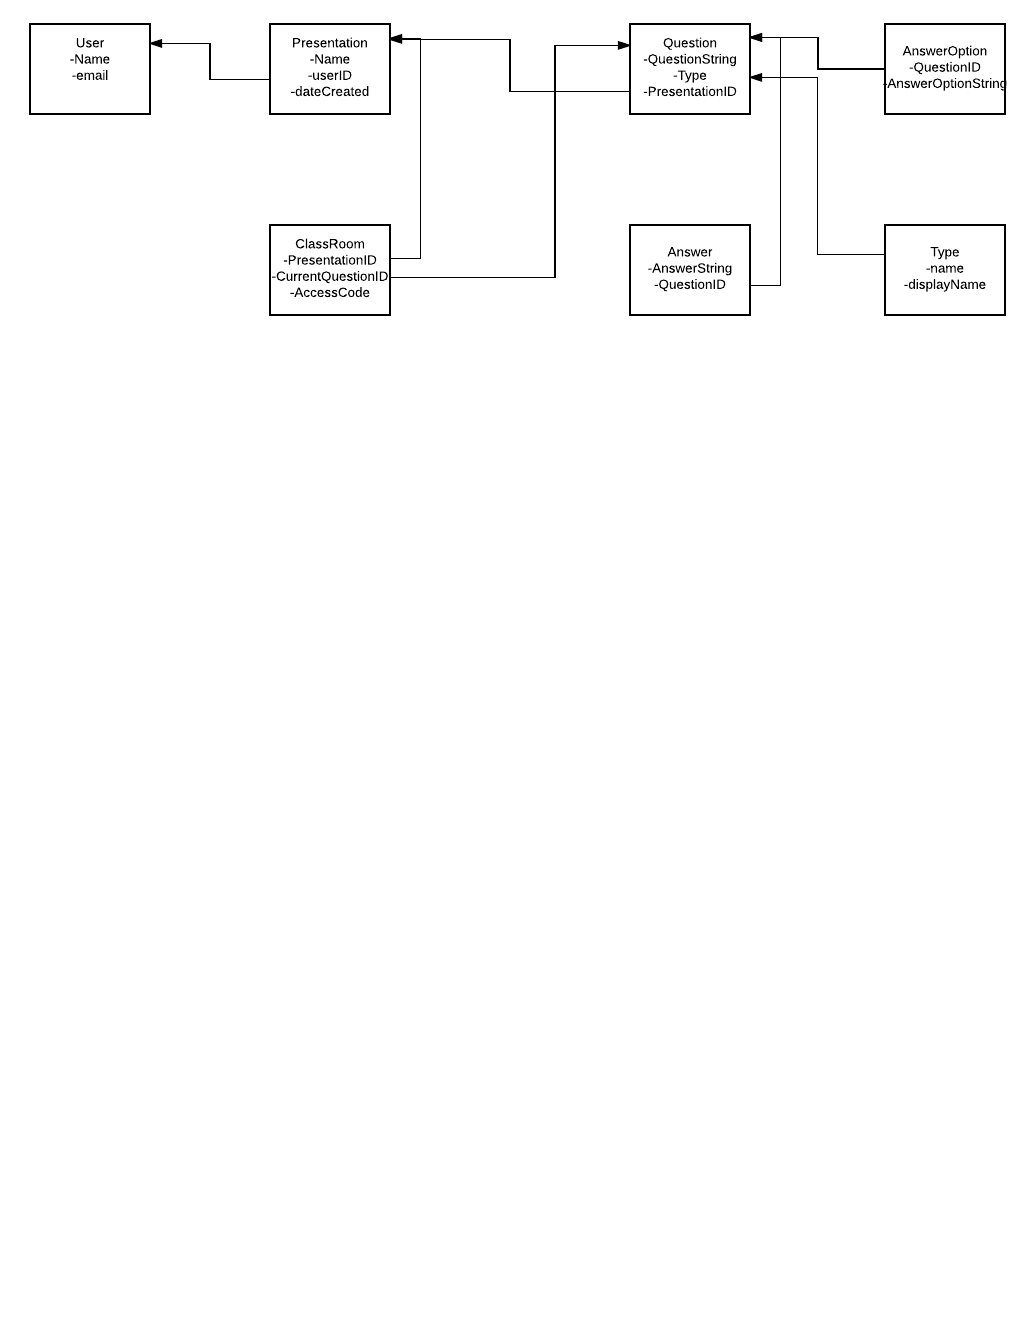 User
-Name
-email
Presentation
-Name
-userID
-dateCreated
Question
-QuestionString
-Type
-PresentationID
AnswerOption
-QuestionID
-AnswerOptionString
ClassRoom
-PresentationID
-CurrentQuestionID
-AccessCode
Answer
-AnswerString
-QuestionID
Type
-name
-displayName